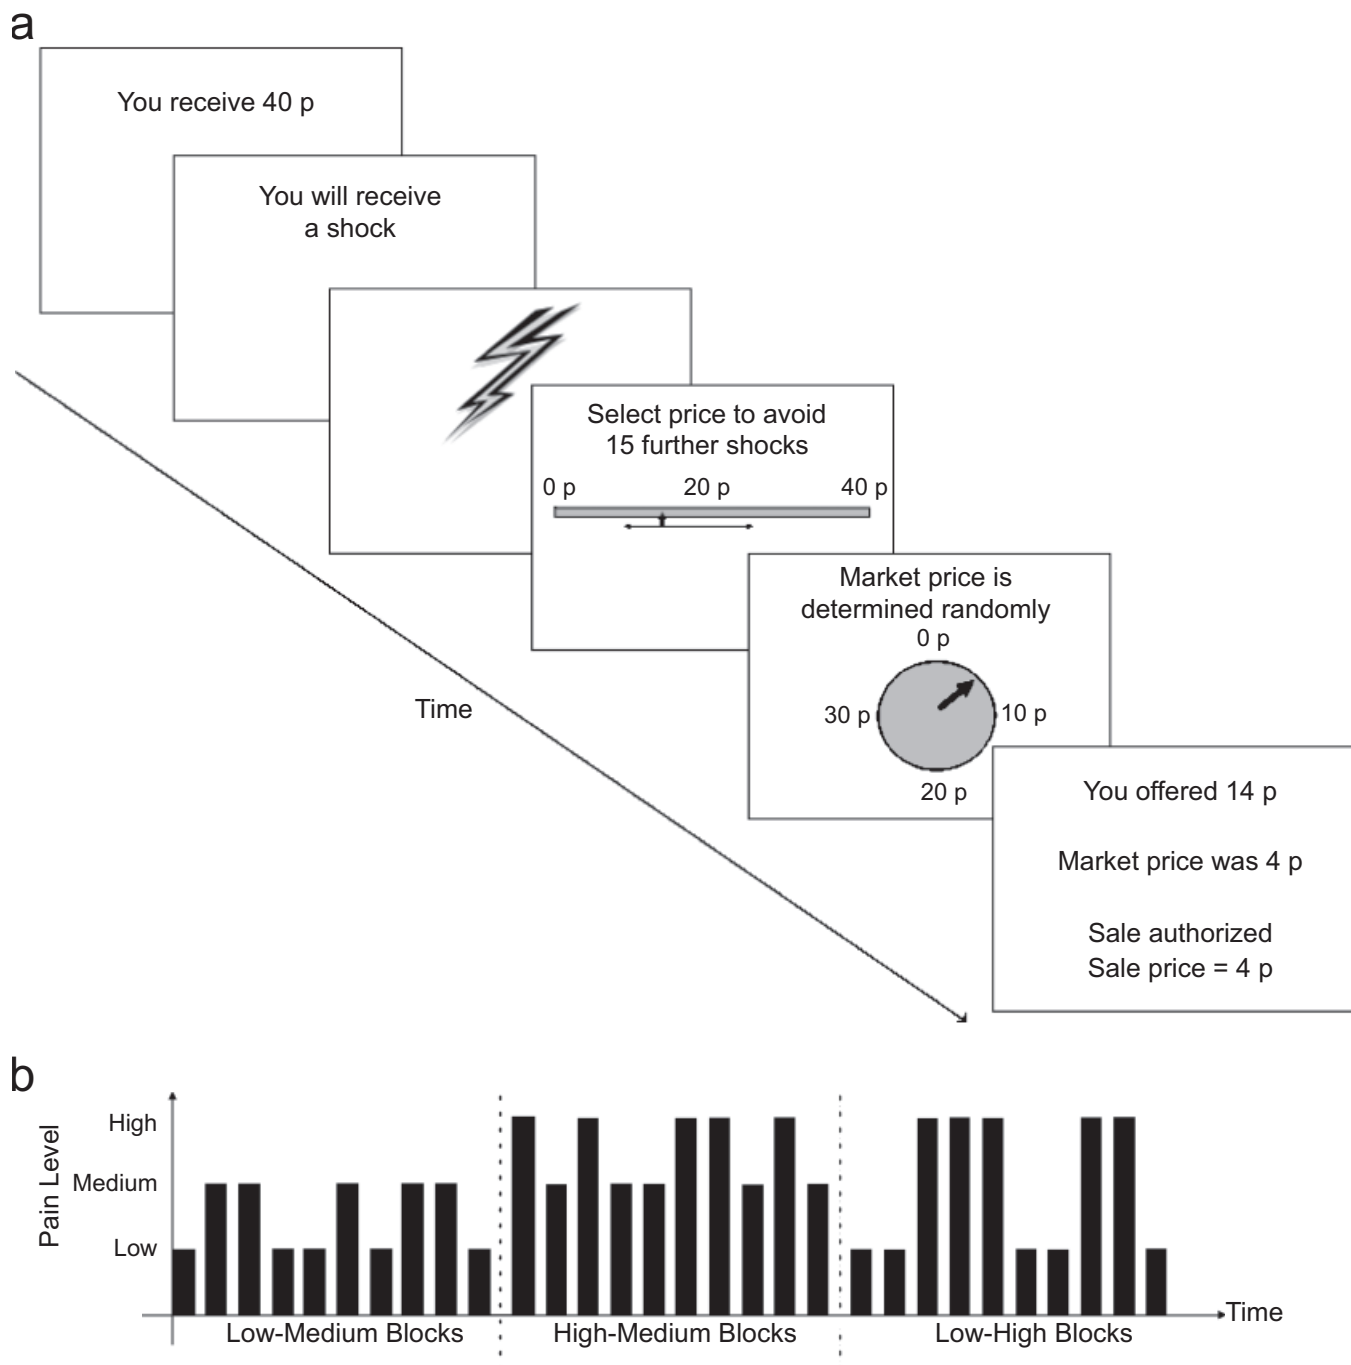 a
You receive 40 p
You will receive
a shock
Select price to avoid
15 further shocks
0 p 20 p 40 p
Market price is
determined randomly
0 p
30 p 10 p
20 p
Time
You offered 14 p
Market price was 4 p
Sale authorized
Sale price = 4 p
b
Pain Level
High
Medium
Low
Time
Low-Medium Blocks High-Medium Blocks Low-High Blocks